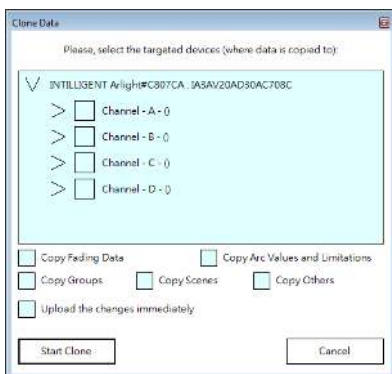 Clone Data
Please, select the targeted devices (where data is copied to):
INTILLIGENT Arlight#C807CA . IA3AV20AD30AC708C
Channel - A - ()
Channel - B - ()
Channel - C - ()
Channel - D - ()
Copy Fading Data Copy Arc Values and Limitations
Copy Groups Copy Scenes Copy Others
Upload the changes immediately
Start Clone Cancel